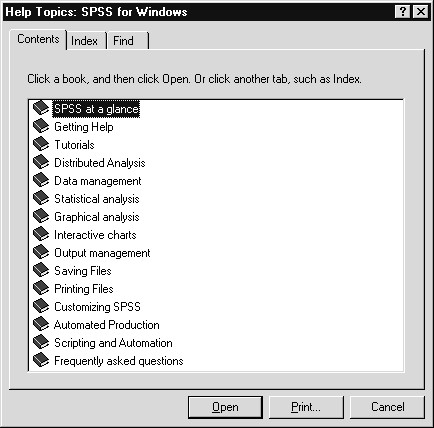 Help Topics: SPSS for Windows
Contents Index Find
Click a book, and then click Open. Or click another tab, such as Index.
SPSS at a glance
Getting Help
Tutorials
Distributed Analysis
Data management
Statistical analysis
Graphical analysis
Interactive charts
Output management
Saving Files
Printing Files
Customizing SPSS
Automated Production
Scripting and Automation
Frequently asked questions
Open Print... Cancel